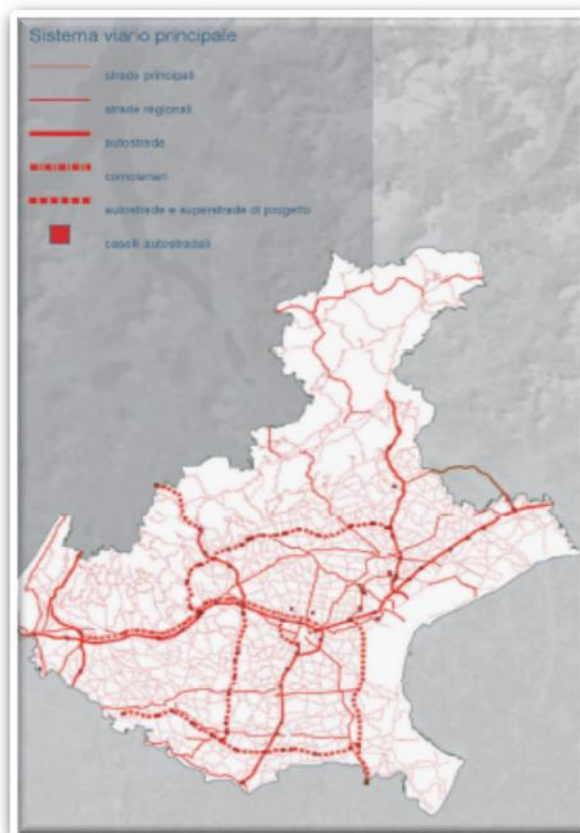 Sistema viario principale
strade principali
strade regionali
autostrade
complanari
autostrade e superstrade di progetto
caselli autostradali